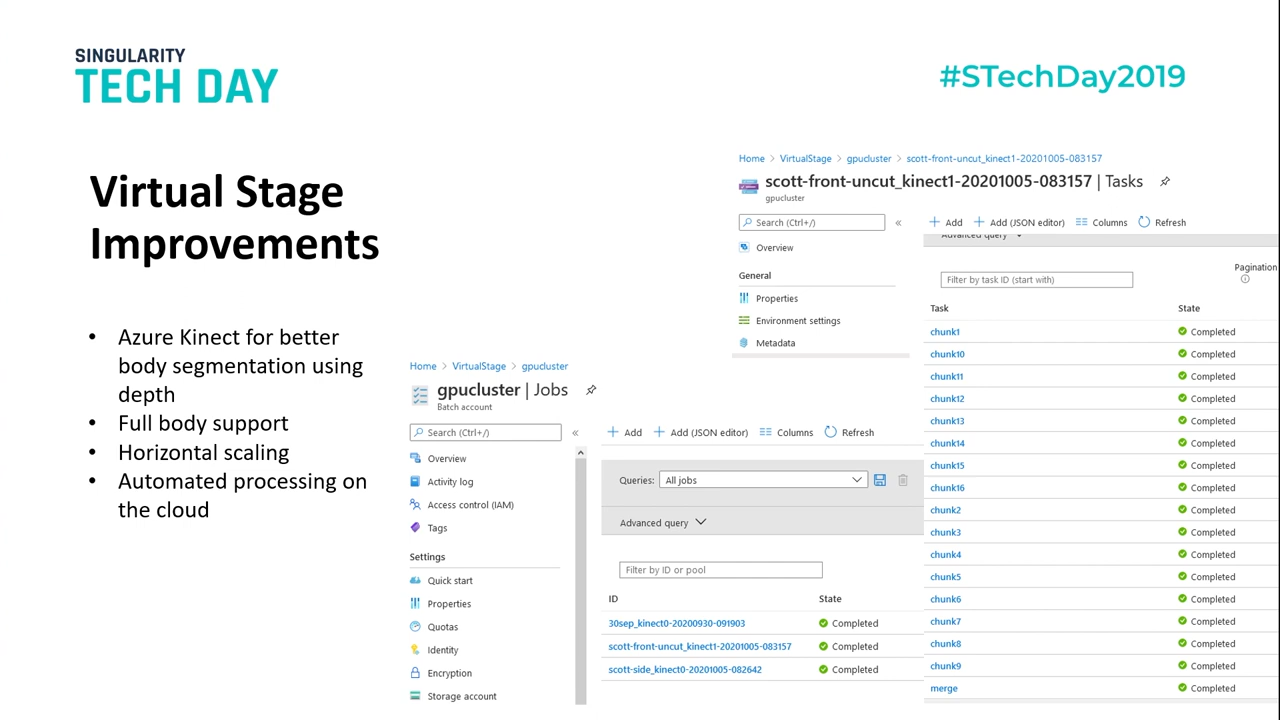 SINGULARITY
TECH DAY
#STechDay2019
Virtual Stage
Improvements
• Azure Kinect for better
body segmentation using
depth
• Full body support
• Horizontal scaling
• Automated processing on
the cloud
Home > VirtualStage > gpucluster
gpucluster | Jobs
Batch account
Search (Ctrl+/)
«
Overview
Activity log
Access control (IAM)
Tags
Settings
Quick start
Properties
Quotas
Identity
Encryption
Storage account
+ Add + Add (JSON editor) Columns Refresh
Queries: All jobs
Advanced query
Filter by ID or pool
ID State
30sep_kinect0-20200930-091903 Completed
scott-front-uncut_kinect1-20201005-083157 Completed
scott-side_kinect0-20201005-082642 Completed
Home > VirtualStage > gpucluster > scott-front-uncut_kinect1-20201005-083157
scott-front-uncut_kinect1-20201005-083157 | Tasks
gpucluster
Search (Ctrl+/)
«
Overview
General
Properties
Environment settings
Metadata
+ Add + Add (JSON editor) Columns Refresh
Advanced query
Pagination
Filter by task ID (start with)
Task State
chunk1 Completed
chunk10 Completed
chunk11 Completed
chunk12 Completed
chunk13 Completed
chunk14 Completed
chunk15 Completed
chunk16 Completed
chunk2 Completed
chunk3 Completed
chunk4 Completed
chunk5 Completed
chunk6 Completed
chunk7 Completed
chunk8 Completed
chunk9 Completed
merge Completed